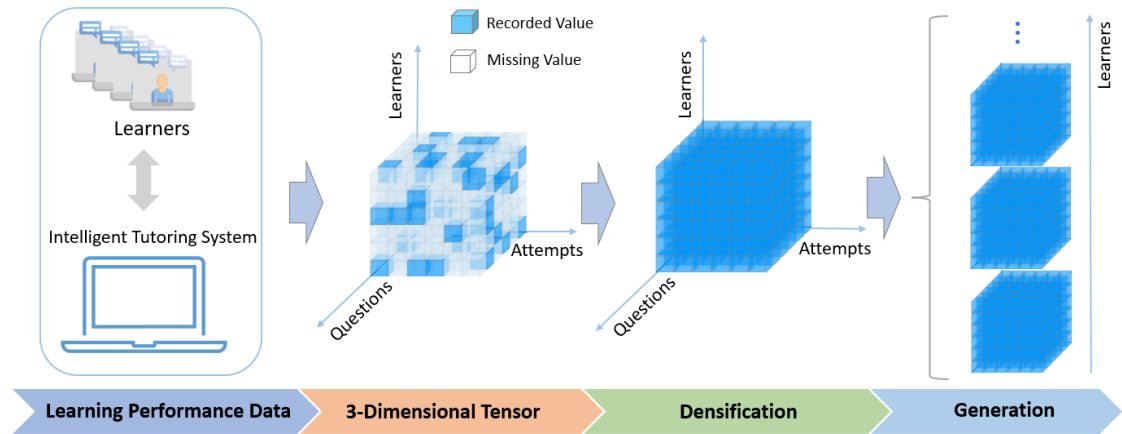 Recorded Value
Missing Value
Learners
Intelligent Tutoring System
Learners
Attempts
Questions
Learners
Attempts
Questions
Learners
Learning Performance Data
3-Dimensional Tensor
Densification
Generation